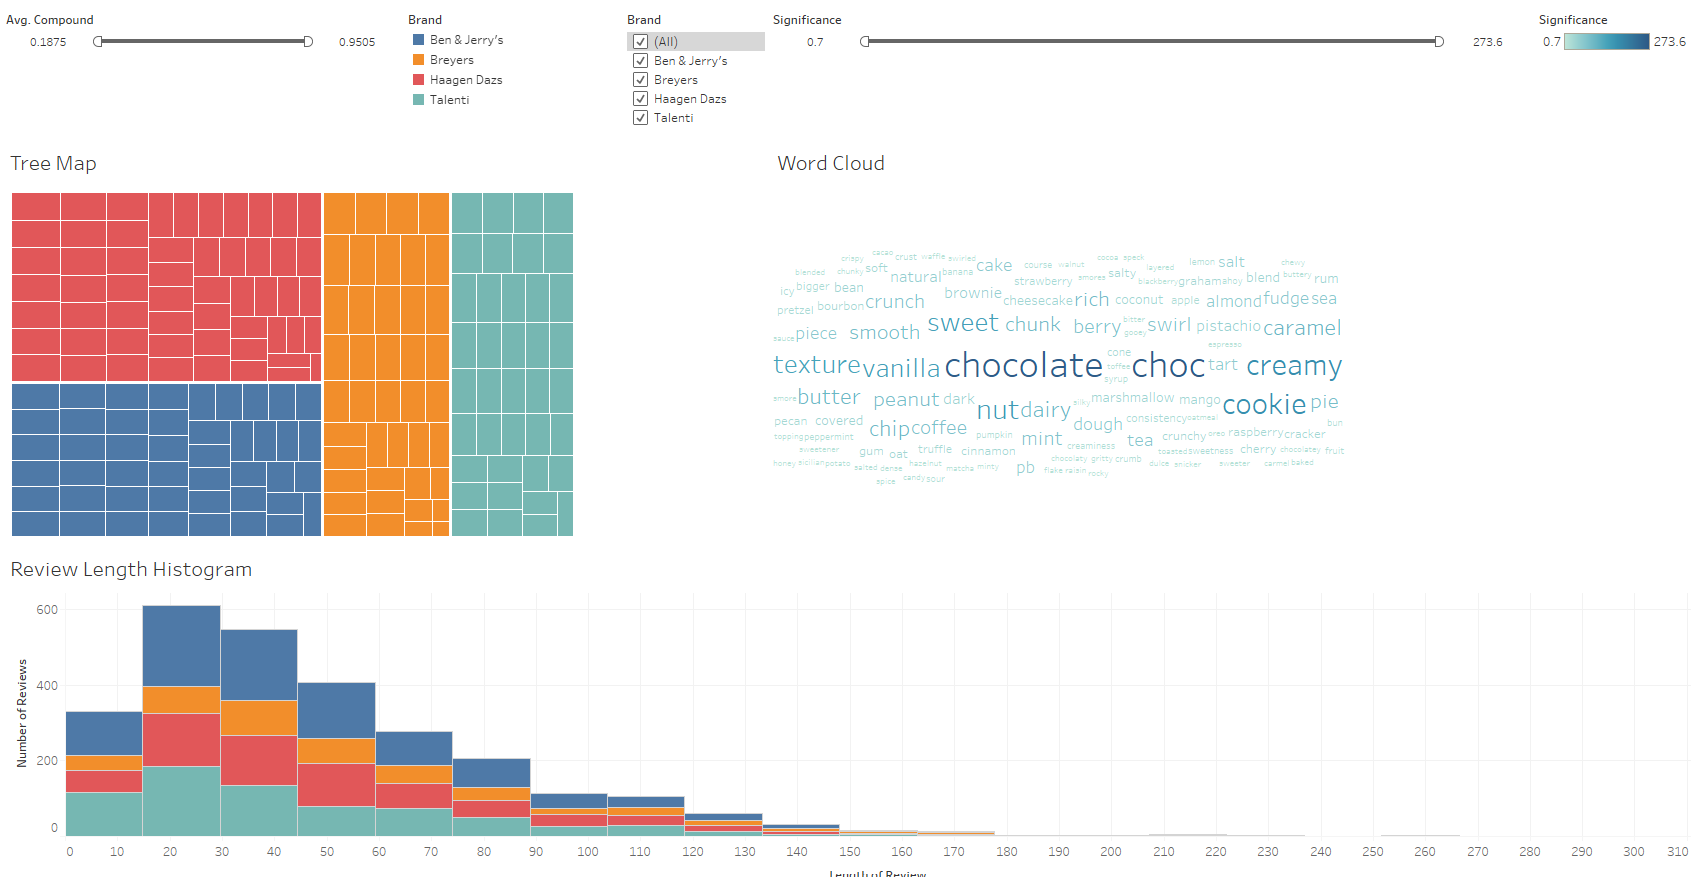 Avg. Compound
0.1875
0.9505
Brand
Ben & Jerry's
Breyers
Haagen Dazs
Talenti
Brand
(All)
Ben & Jerry's
Breyers
Haagen Dazs
Talenti
Significance
0.7
273.6
Significance
0.7
273.6
Tree Map
Word Cloud
cacao crust waffle swirled cocoa speck
crispy soft cake course walnut layered lemon salt chewy
blended chunky natural banana strawberry smores salty blackberry graham ahoy blend buttery rum
icy bigger bean brownie cheesecake rich coconut apple almond fudge sea
pretzel bourbon crunch
sauce piece smooth sweet chunk berry bitter gooey swirl pistachio caramel
espresso
texture vanilla chocolate cone toffee syrup choc tart creamy
smore butter peanut dark nut dairy silky marshmallow mango cookie pie
pecan covered chip coffee pumpkin mint dough consistency oatmeal bun
topping peppermint creaminess tea crunchy oreo raspberry cracker
sweetener gum oat truffle cinnamon toasted sweetness cherry chocolatey fruit
honey sicilian potato salted dense hazelnut matcha minty pb chocolaty gritty crumb dulce snicker sweeter carmel baked
spice candy sour flake raisin rocky
Review Length Histogram
Number of Reviews
600
400
200
0
0 10 20 30 40 50 60 70 80 90 100 110 120 130 140 150 160 170 180 190 200 210 220 230 240 250 260 270 280 290 300 310
Length of Review